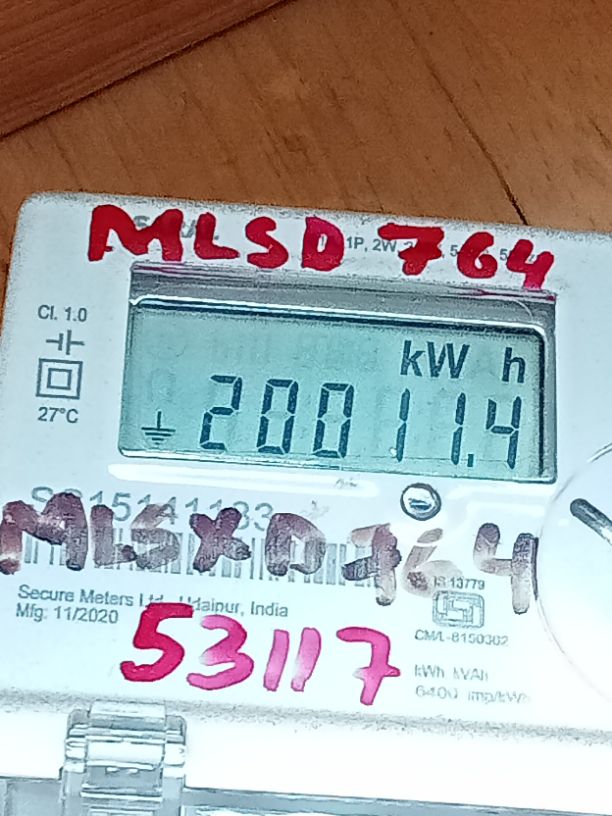 MLSD 764
1P, 2W
Cl. 1.0
kW h
27°C
20011.4
MLSXD 764
IS 13779
Secure Meters Ltd., Udaipur, India
Mfg: 11/2020
CM/L-8150302
53117
kWh kVAh
6400 imp/kWh